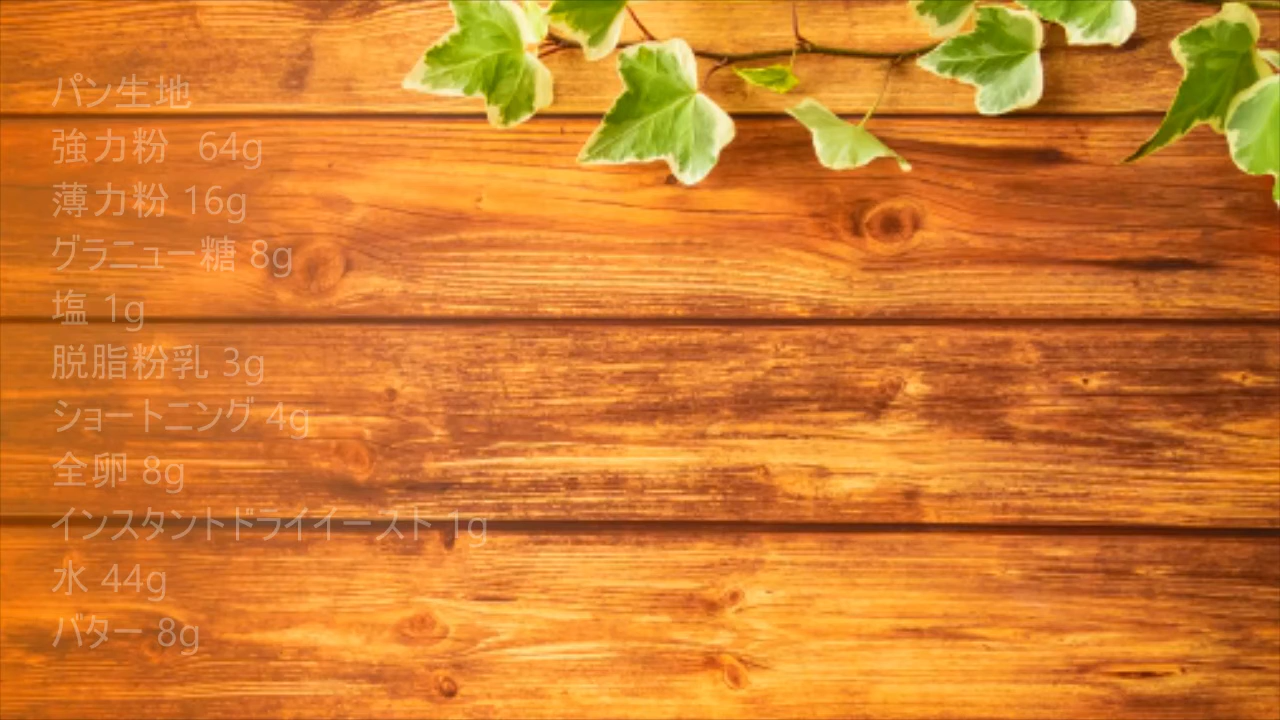 パン生地
強力粉  64g
薄力粉 16g
グラニュー糖 8g
塩 1g
脱脂粉乳 3g
ショートニング 4g
全卵 8g
インスタントドライイースト 1g
水 44g
バター 8g